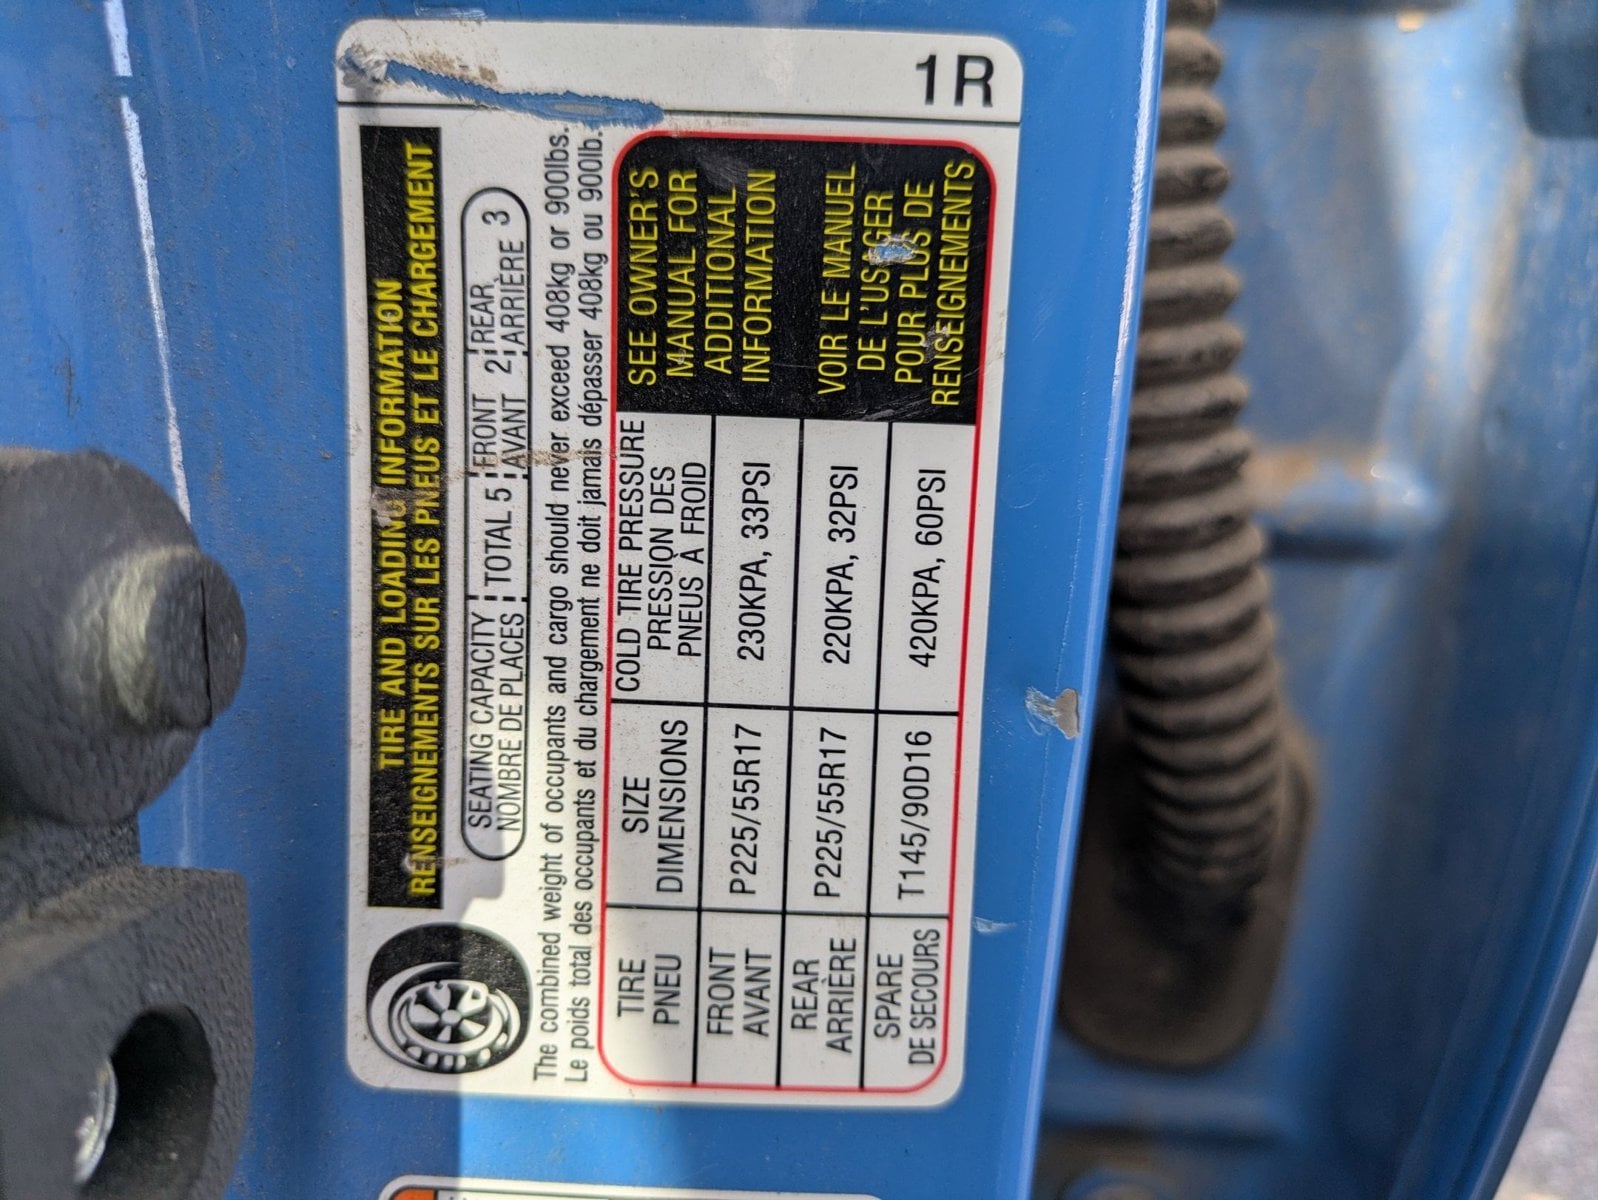 1R
TIRE AND LOADING INFORMATION
RENSEIGNEMENTS SUR LES PNEUS ET LE CHARGEMENT
SEATING CAPACITY TOTAL 5 FRONT 2 REAR 3
NOMBRE DE PLACES AVANT ARRIÈRE
The combined weight of occupants and cargo should never exceed 408kg or 900lbs.
Le poids total des occupants et du chargement ne doit jamais dépasser 408kg ou 900lb.
TIRE SIZE COLD TIRE PRESSURE
PNEU DIMENSIONS PRESSION DES
PNEUS À FROID
FRONT P225/55R17 230KPA, 33PSI
AVANT
REAR P225/55R17 220KPA, 32PSI
ARRIÈRE
SPARE T145/90D16 420KPA, 60PSI
DE SECOURS
SEE OWNER'S
MANUAL FOR
ADDITIONAL
INFORMATION
VOIR LE MANUEL
DE L'USAGER
POUR PLUS DE
RENSEIGNEMENTS